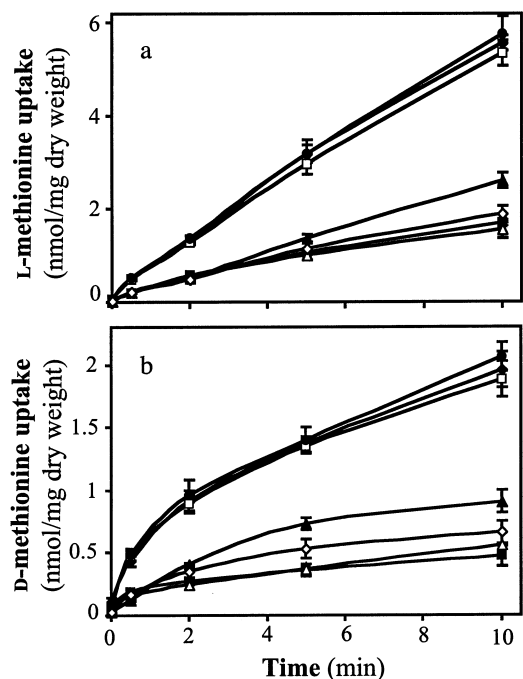 a
L-methionine uptake
(nmol/mg dry weight)
6
4
2
0
b
D-methionine uptake
(nmol/mg dry weight)
2
1.5
1
0.5
0
0 2 4 6 8 10
Time (min)